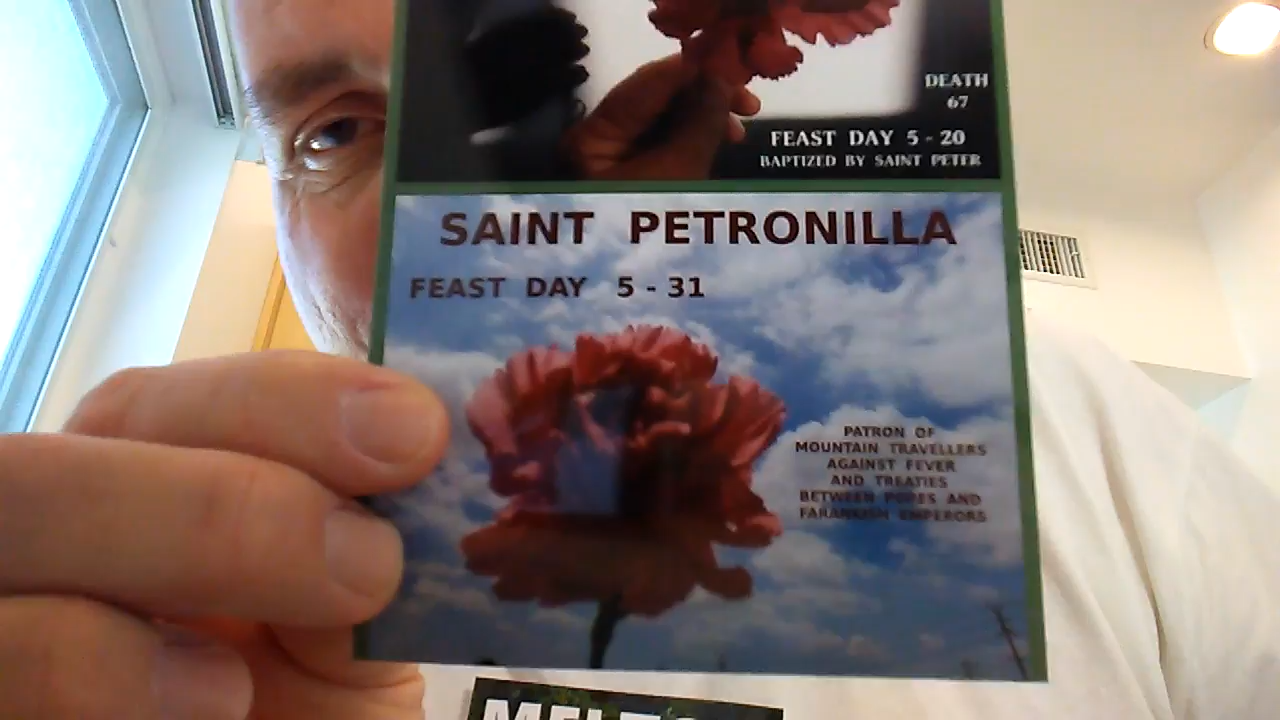 DEATH
67
FEAST DAY 5 - 20
BAPTIZED BY SAINT PETER
SAINT PETRONILLA
FEAST DAY 5 - 31
PATRON OF
MOUNTAIN TRAVELLERS
AGAINST FEVER
AND TREATIES
BETWEEN POPES AND
FARANKISH EMPERORS